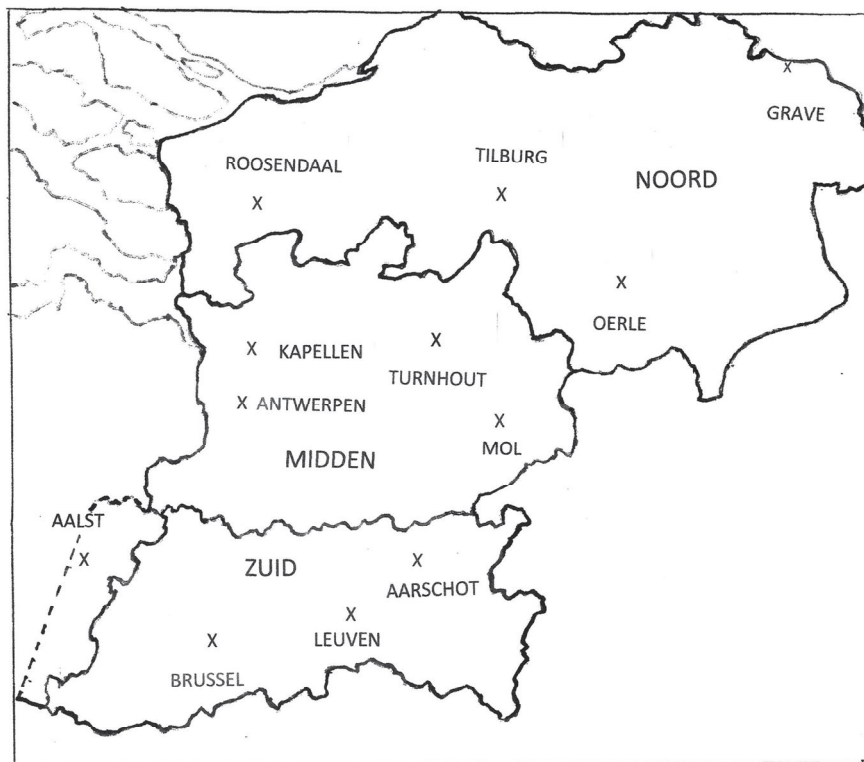 GRAVE
TILBURG
ROOSENDAAL
NOORD
X
X
X
X
OERLE
X
KAPELLEN
X
TURNHOUT
X
ANTWERPEN
X
MOL
MIDDEN
AALST
X
ZUID
X
AARSCHOT
X
LEUVEN
X
BRUSSEL